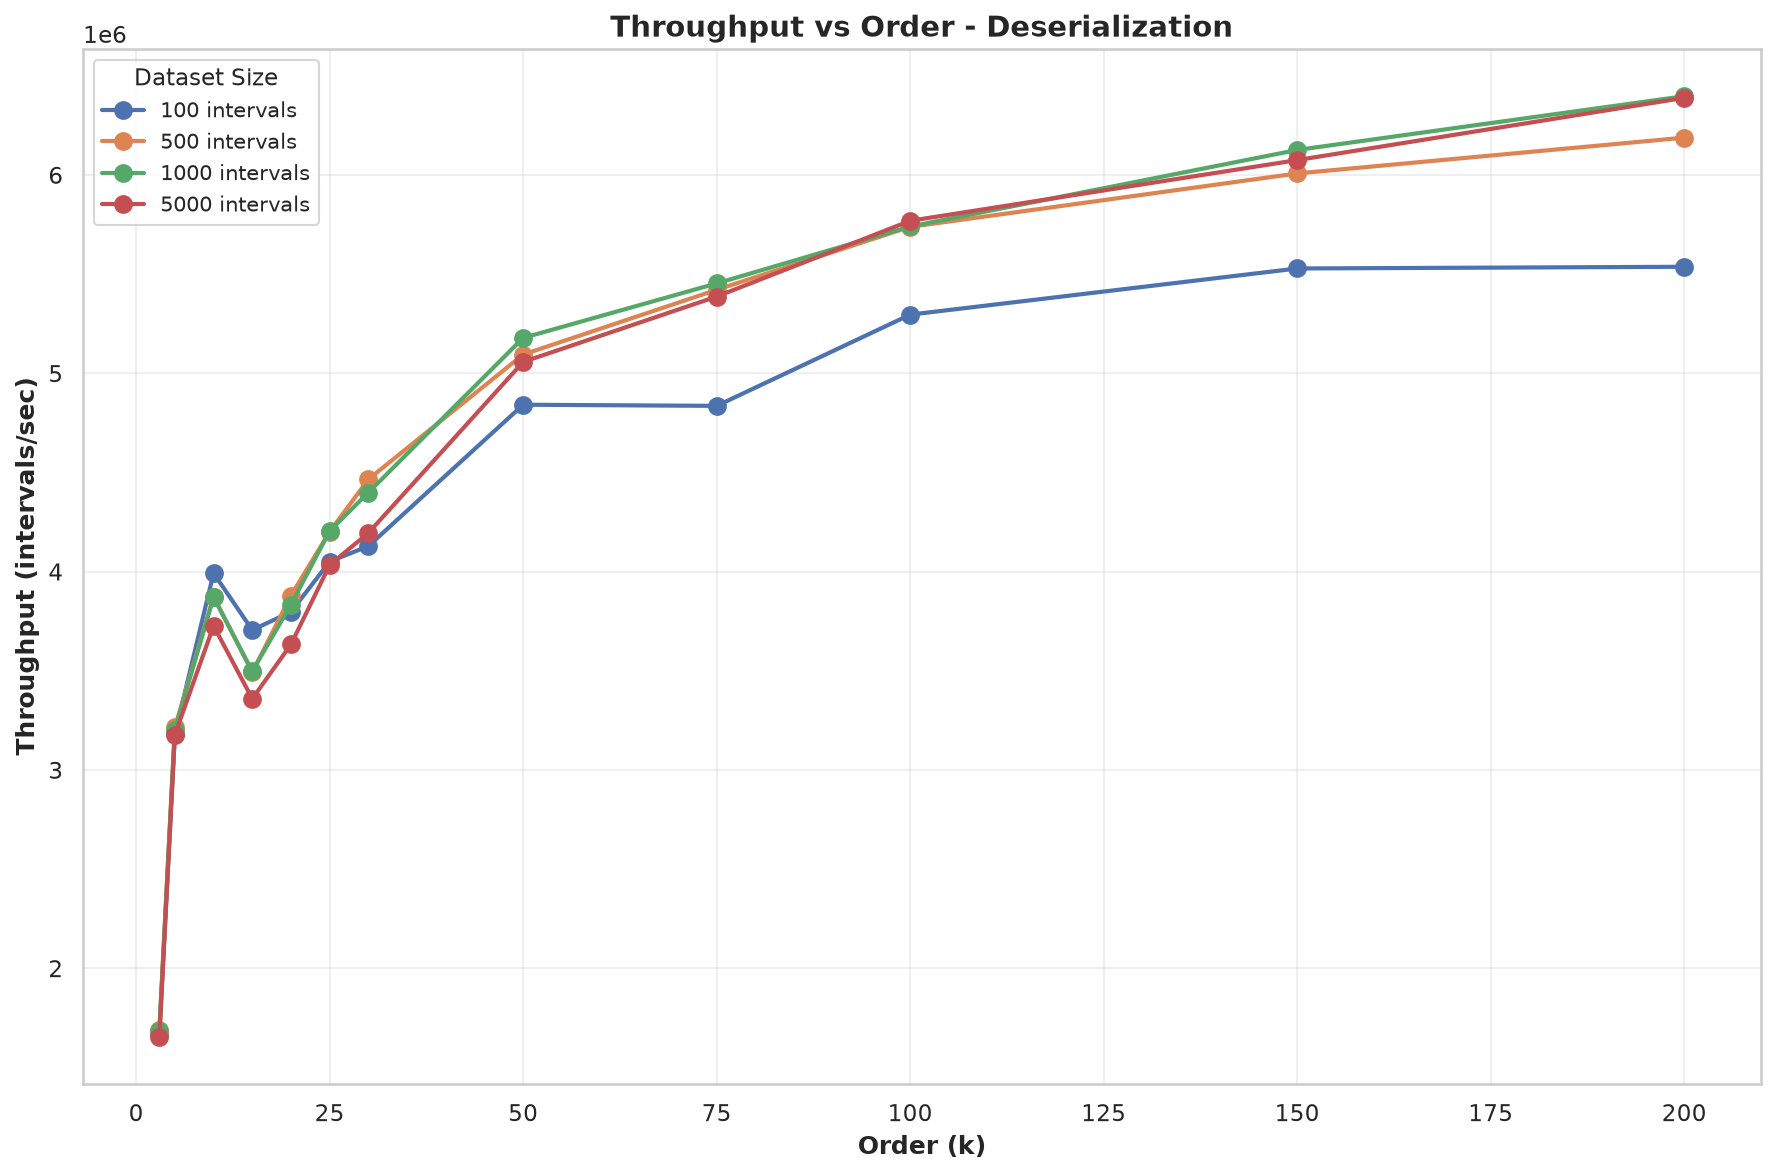 Throughput vs Order - Deserialization
1e6
Dataset Size
100 intervals
500 intervals
1000 intervals
5000 intervals
Throughput (intervals/sec)
6
5
4
3
2
0 25 50 75 100 125 150 175 200
Order (k)